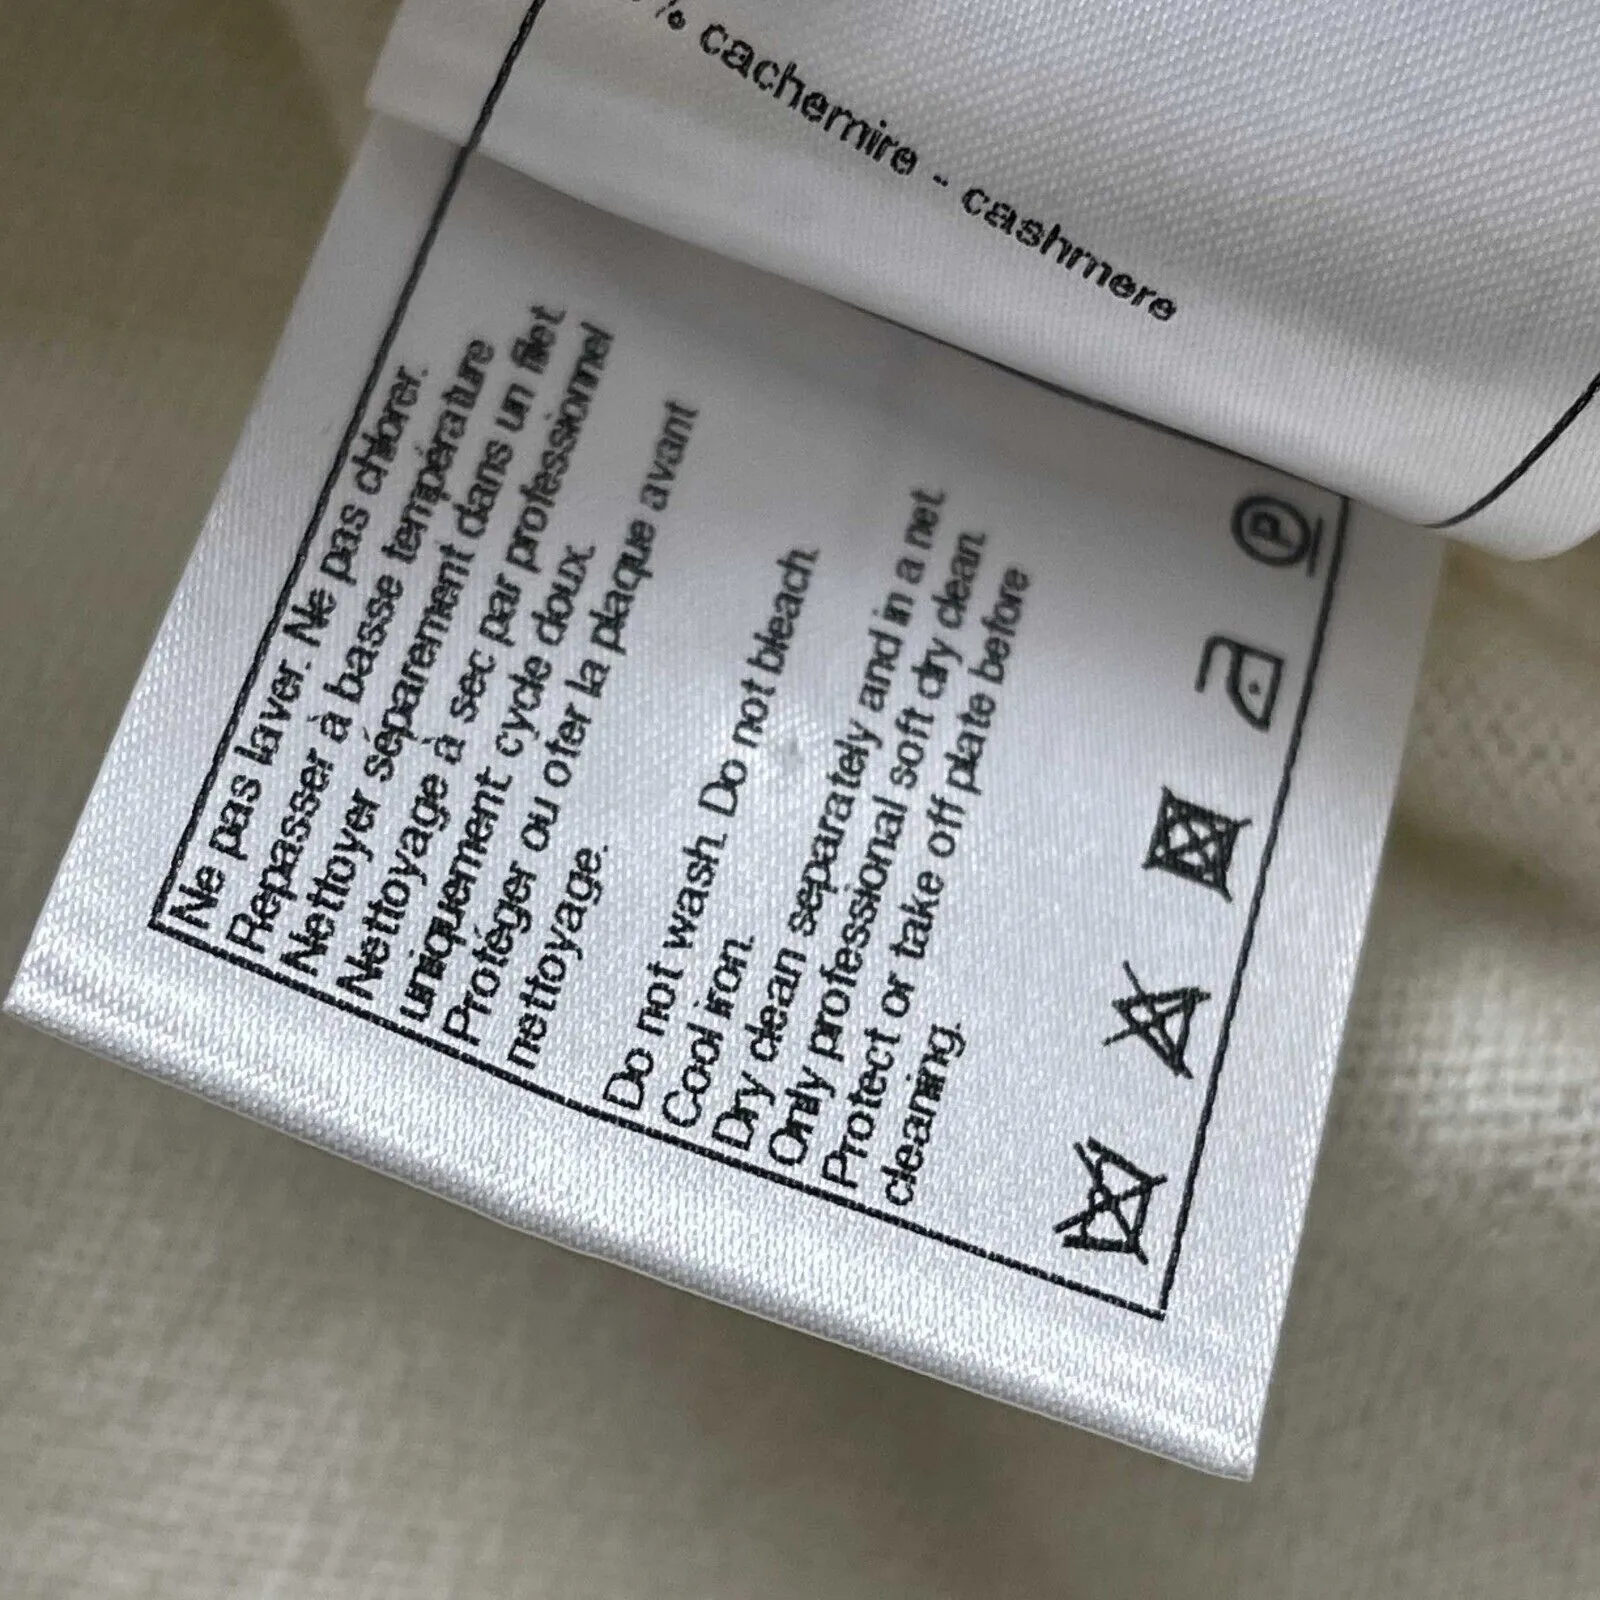 % cachemire - cashmere
Ne pas laver. Ne pas chlorer.
Repasser à basse température
Nettoyer séparement dans un filet
Nettoyage à sec par professionnel
uniquement cycle doux.
Protéger ou oter la plaque avant
nettoyage.
Do not wash. Do not bleach.
Cool iron.
Dry clean separately and in a net
Only professional soft dry clean.
Protect or take off plate before
cleaning.
P